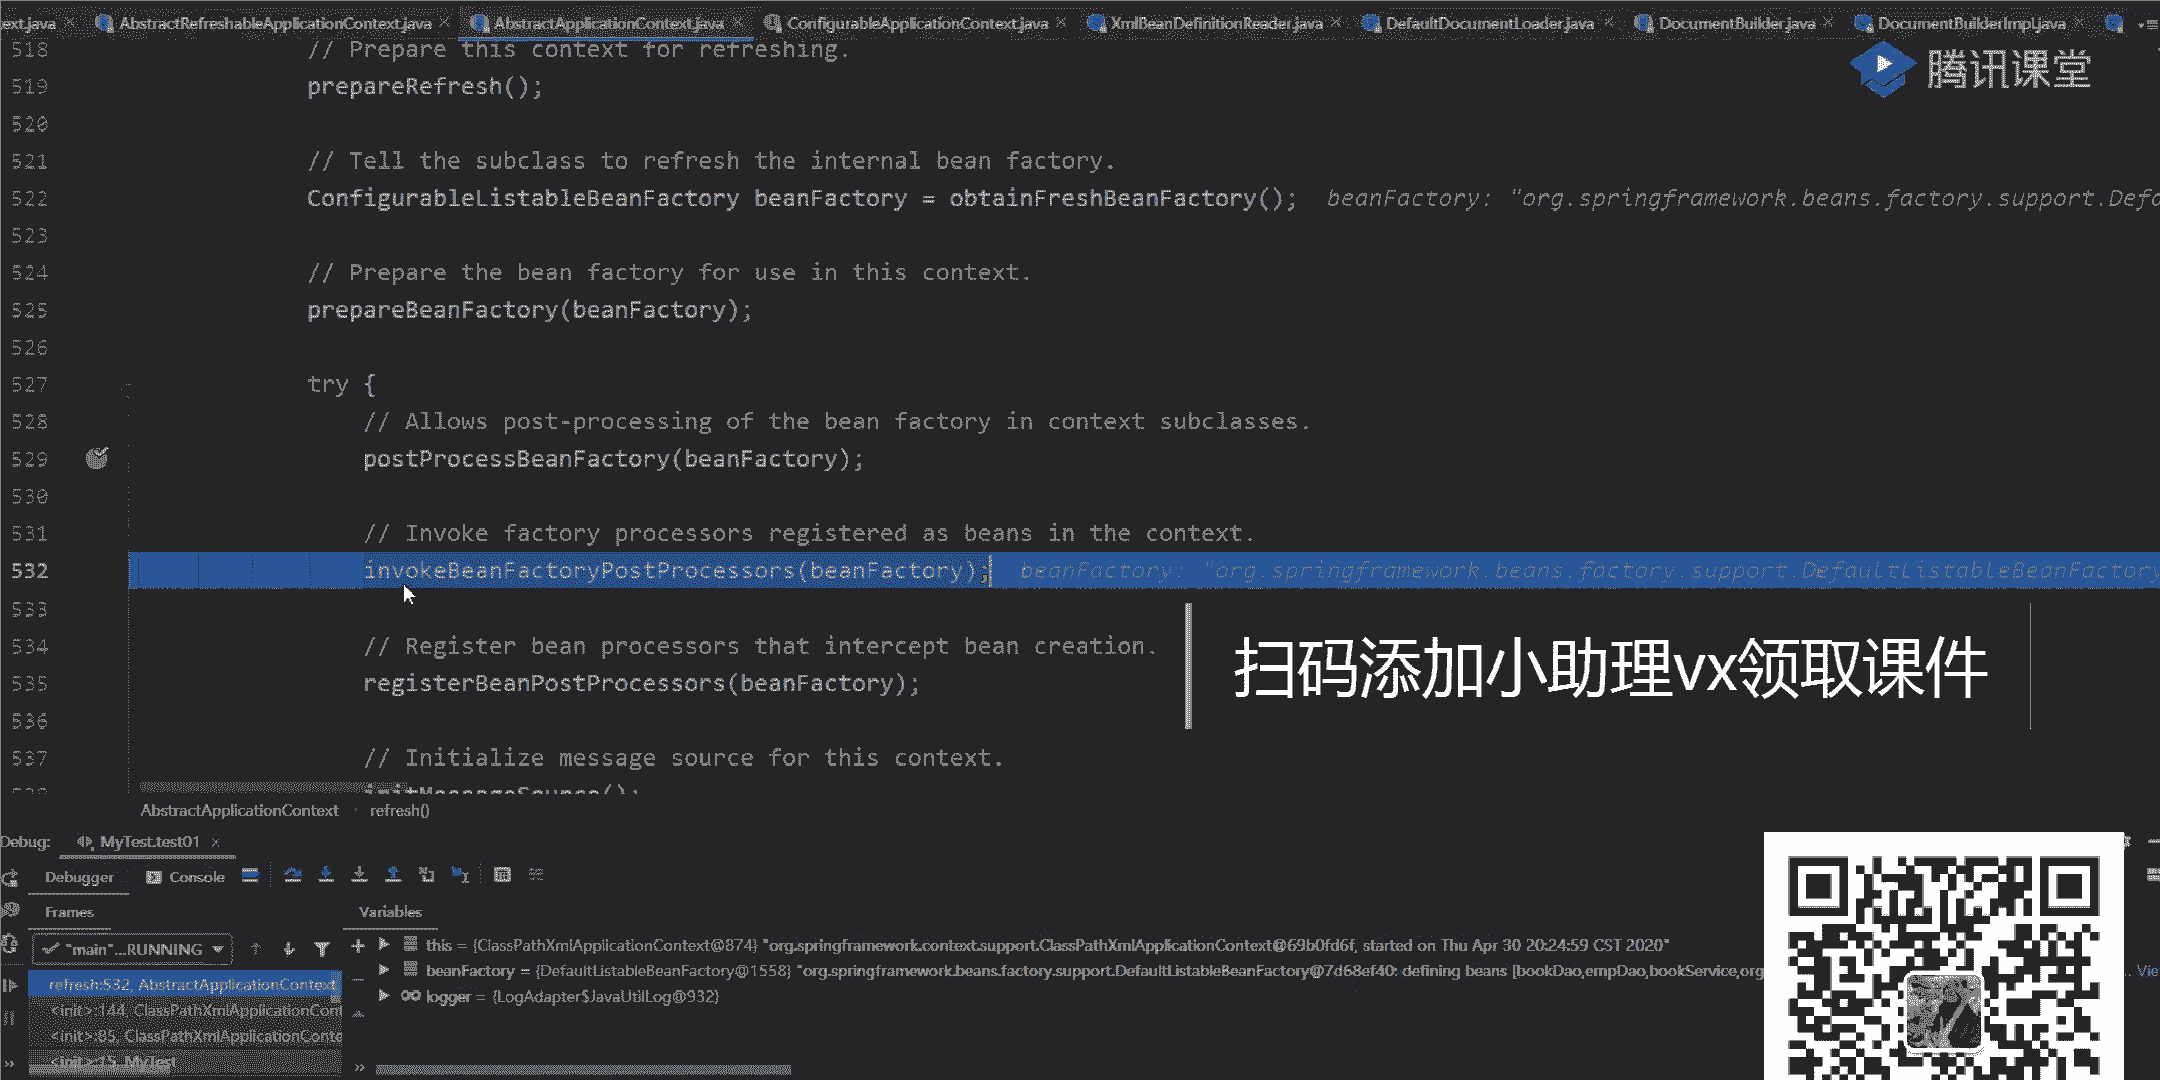 ext.java AbstractRefreshableApplicationContext.java AbstractApplicationContext.java ConfigurableApplicationContext.java XmlBeanDefinitionReader.java DefaultDocumentLoader.java DocumentBuilder.java DocumentBuilderImpl.java
腾讯课堂
518 // Prepare this context for refreshing.
519 prepareRefresh();
520
521 // Tell the subclass to refresh the internal bean factory.
522 ConfigurableListableBeanFactory beanFactory = obtainFreshBeanFactory(); beanFactory: "org.springframework.beans.factory.support.Defa
523
524 // Prepare the bean factory for use in this context.
525 prepareBeanFactory(beanFactory);
526
527 try {
528 // Allows post-processing of the bean factory in context subclasses.
529 postProcessBeanFactory(beanFactory);
530
531 // Invoke factory processors registered as beans in the context.
532 invokeBeanFactoryPostProcessors(beanFactory); beanFactory: "org.springframework.beans.factory.support.DefaultListableBeanFactory
533
534 // Register bean processors that intercept bean creation.
535 registerBeanPostProcessors(beanFactory);
536
537 // Initialize message source for this context.
initMessageSource();
扫码添加小助理vx领取课件
AbstractApplicationContext refresh()
Debug: MyTest.test01
Debugger Console
Frames Variables
"main"...RUNNING
this = {ClassPathXmlApplicationContext@874} "org.springframework.context.support.ClassPathXmlApplicationContext@69b0fd6f, started on Thu Apr 30 20:24:59 CST 2020"
beanFactory = {DefaultListableBeanFactory@1558} "org.springframework.beans.factory.support.DefaultListableBeanFactory@7d68ef40: defining beans [bookDao,empDao,bookService,org ... Vie
logger = {LogAdapter$JavaUtilLog@932}
refresh:532, AbstractApplicationContext
<init>:144, ClassPathXmlApplicationCont
<init>:85, ClassPathXmlApplicationConte
<init>:15, MyTest